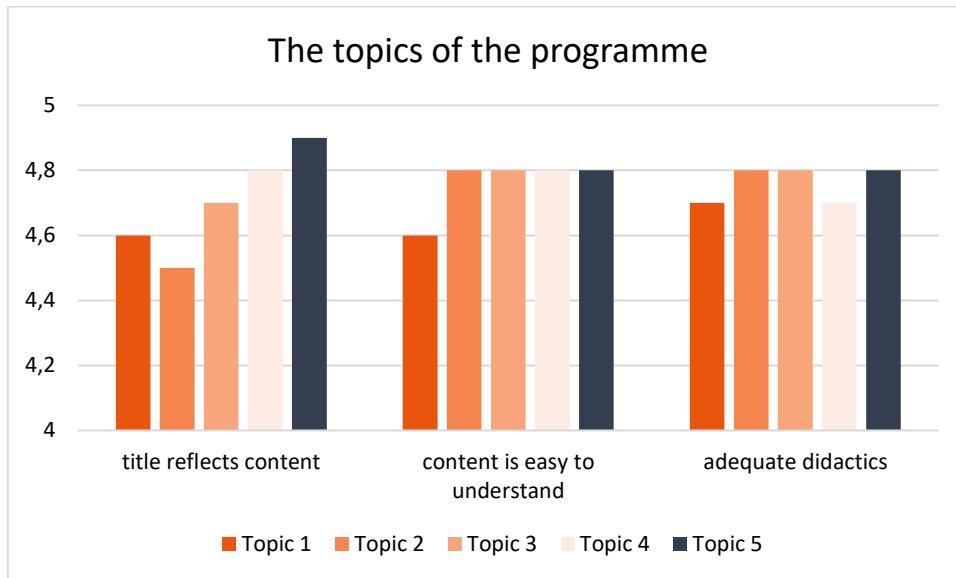 The topics of the programme
5
4,8
4,6
4,4
4,2
4
title reflects content
content is easy to
understand
adequate didactics
Topic 1 Topic 2 Topic 3 Topic 4 Topic 5